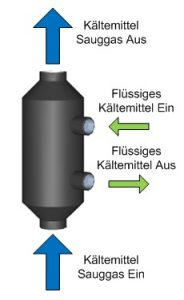 Kältemittel
Sauggas Aus
Flüssiges
Kältemittel Ein
Flüssiges
Kältemittel Aus
Kältemittel
Sauggas Ein